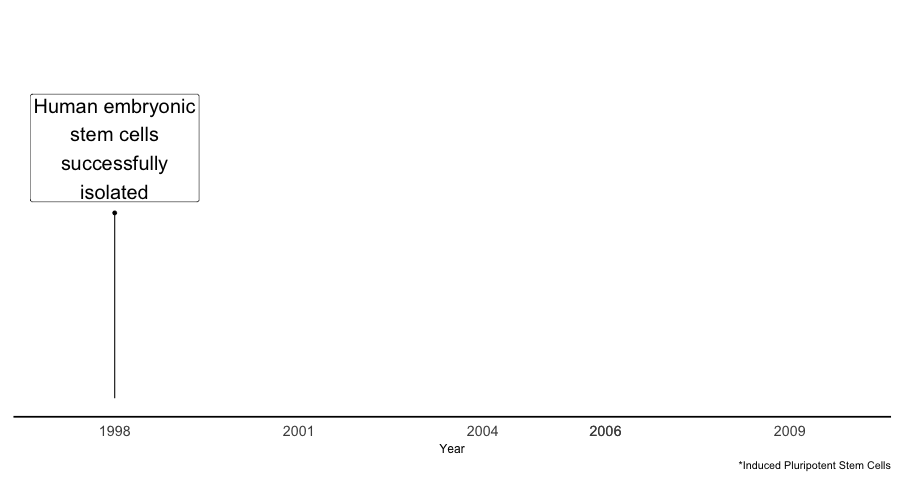 Human embryonic
stem cells
successfully
isolated
1998 2001 2004 2006 2009
Year
*Induced Pluripotent Stem Cells